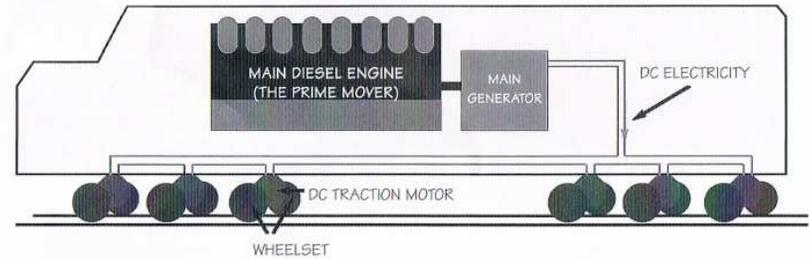 MAIN DIESEL ENGINE
(THE PRIME MOVER)
MAIN
GENERATOR
DC ELECTRICITY
DC TRACTION MOTOR
WHEELSET